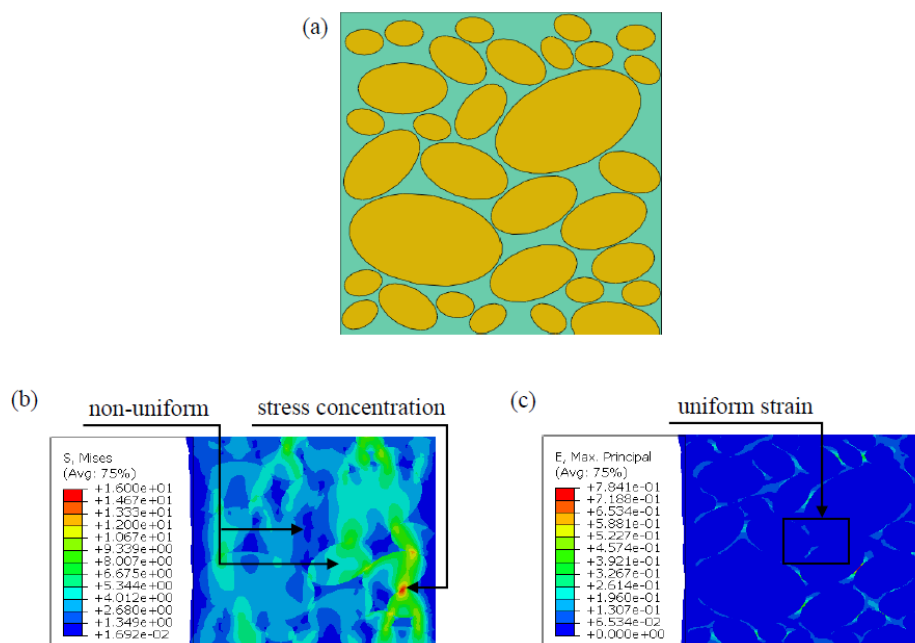 (a)
(b)
non-uniform
stress concentration
S, Mises
(Avg: 75%)
+1.600e+01
+1.467e+01
+1.333e+01
+1.200e+01
+1.067e+01
+9.339e+00
+8.007e+00
+6.675e+00
+5.344e+00
+4.012e+00
+2.680e+00
+1.349e+00
+1.692e-02
(c)
uniform strain
E, Max. Principal
(Avg: 75%)
+7.841e-01
+7.188e-01
+6.534e-01
+5.881e-01
+5.227e-01
+4.574e-01
+3.921e-01
+3.267e-01
+2.614e-01
+1.960e-01
+1.307e-01
+6.534e-02
+0.000e+00